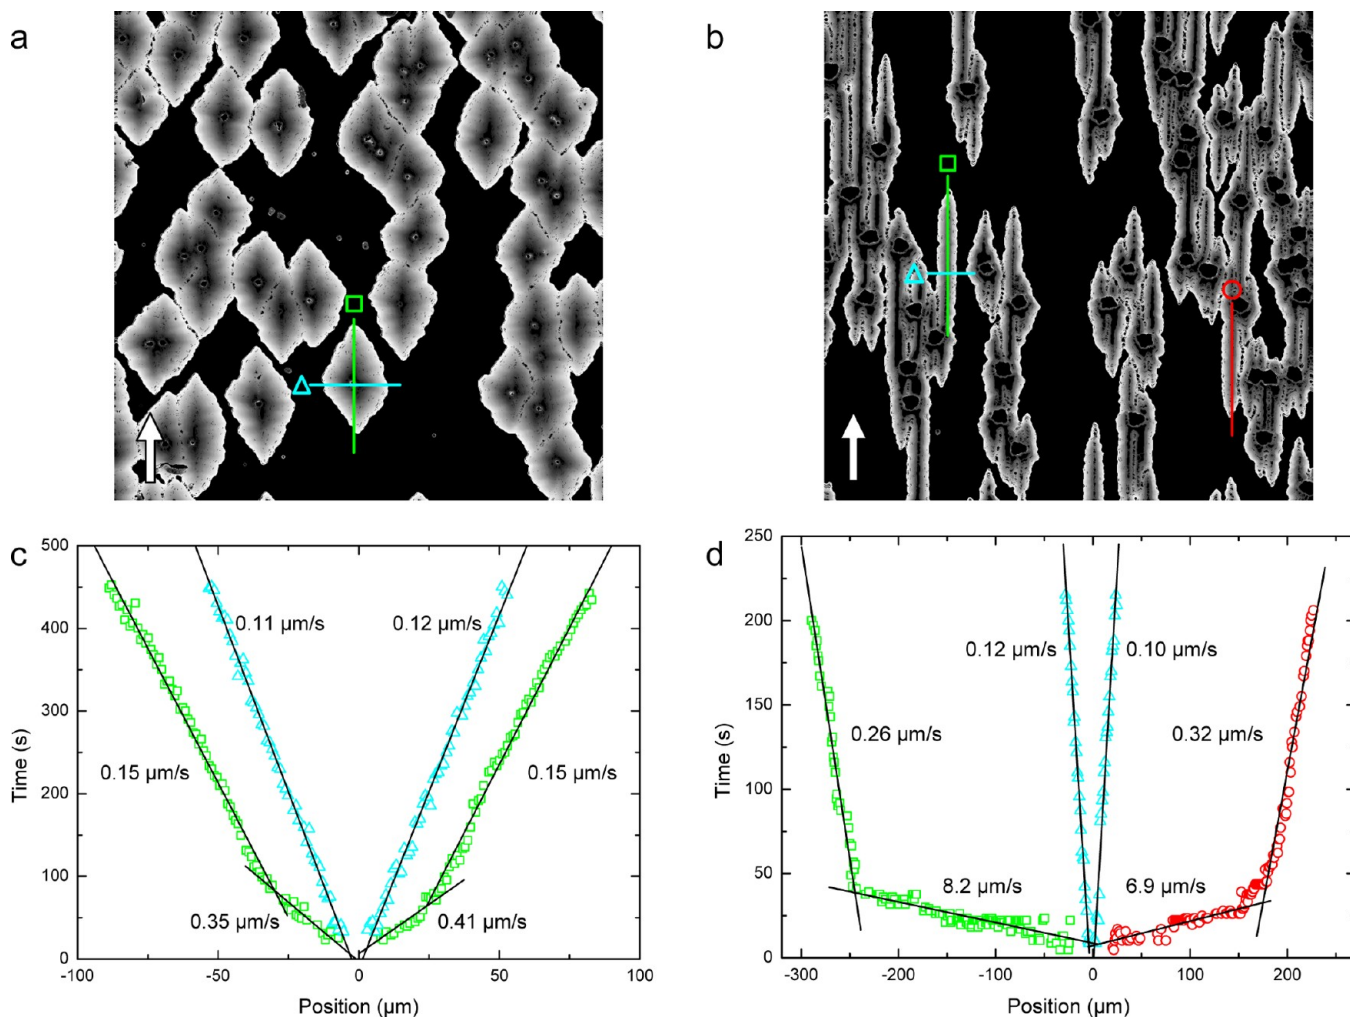 a
b
c
500
400
300
200
100
0
Time (s)
0.11 µm/s
0.12 µm/s
0.15 µm/s
0.15 µm/s
0.35 µm/s
0.41 µm/s
-100
-50
0
50
100
Position (µm)
d
250
200
150
100
50
0
Time (s)
0.12 µm/s
0.10 µm/s
0.26 µm/s
0.32 µm/s
8.2 µm/s
6.9 µm/s
-300
-200
-100
0
100
200
Position (µm)